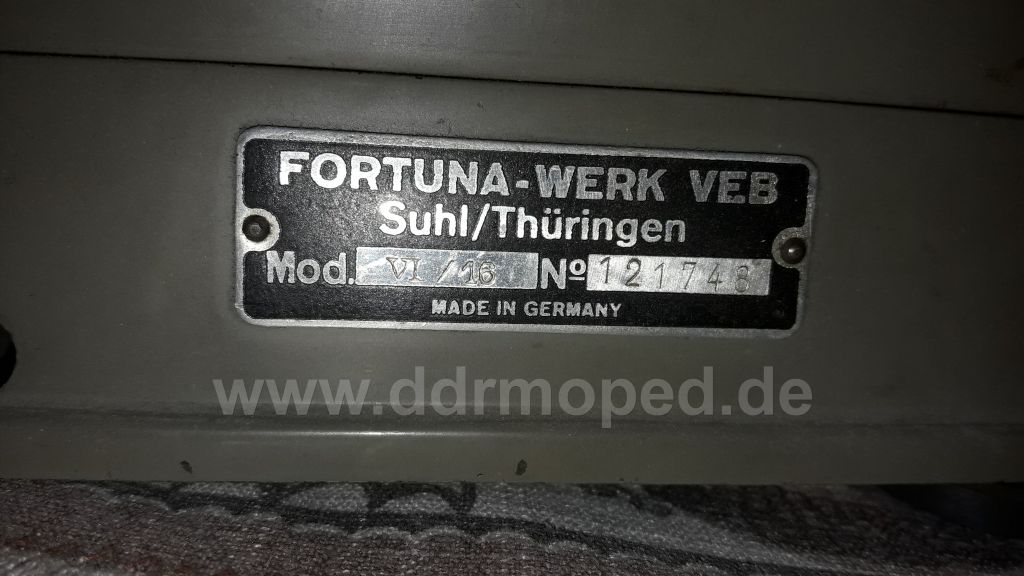 FORTUNA-WERK VEB
Suhl/Thüringen
Mod. VI/16 Nº 121748
MADE IN GERMANY
www.ddrmoped.de